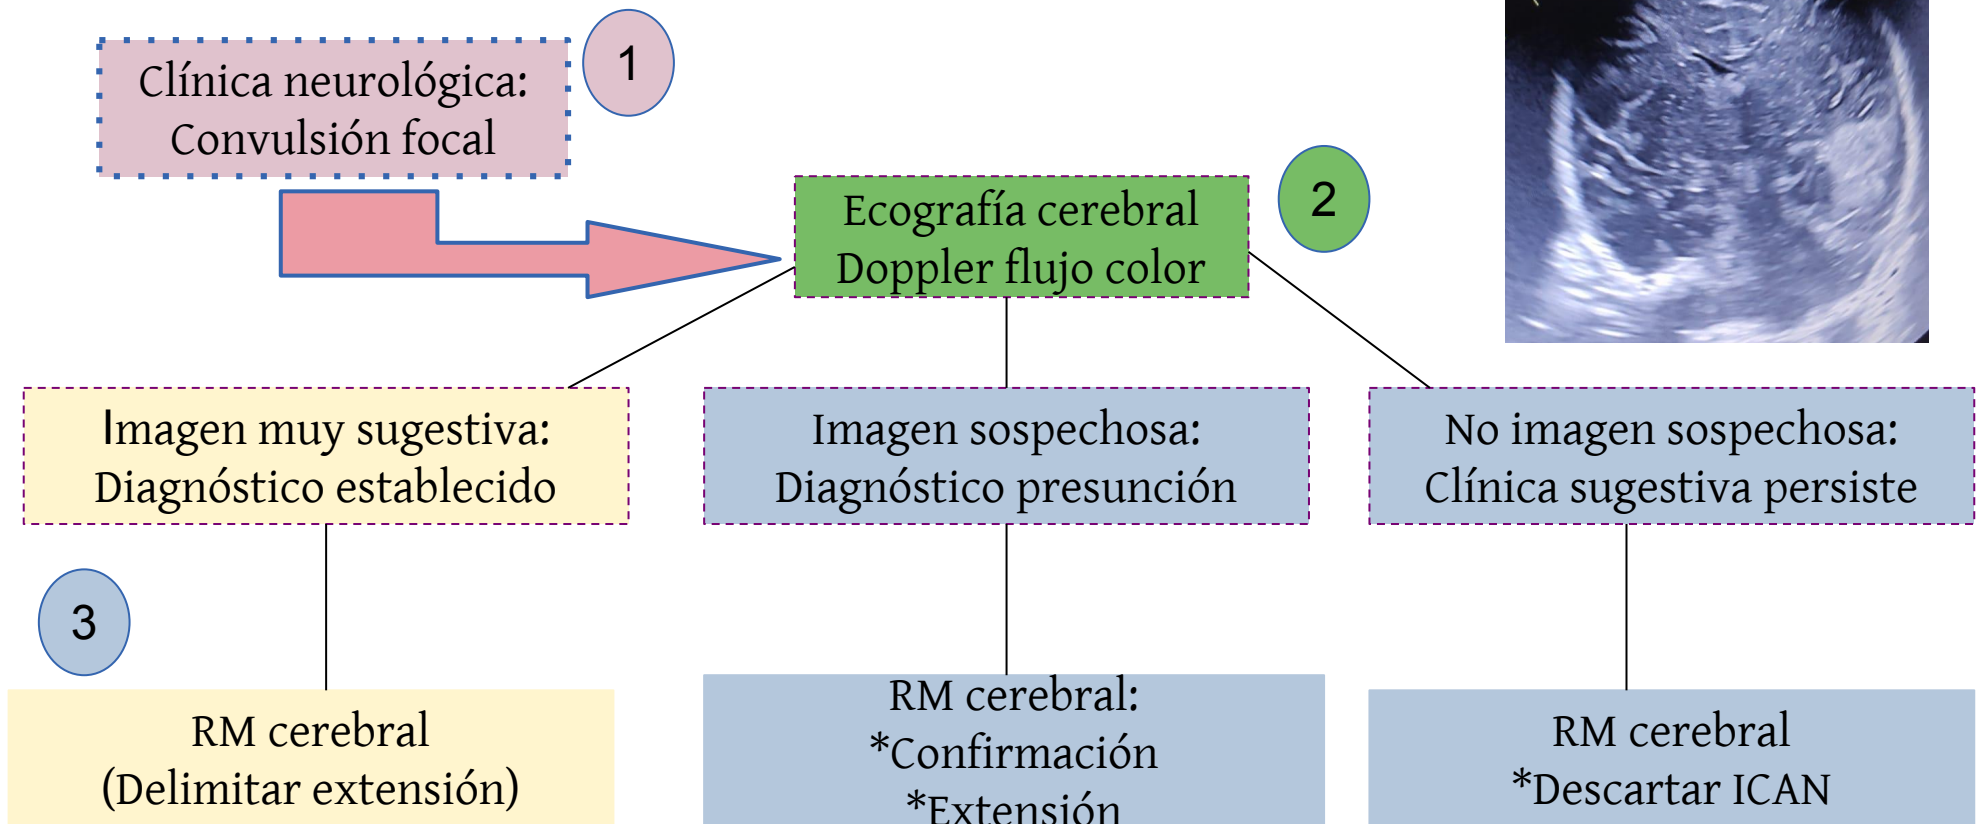 Clínica neurológica:
Convulsión focal
1
Ecografía cerebral
Doppler flujo color
2
Imagen muy sugestiva:
Diagnóstico establecido
Imagen sospechosa:
Diagnóstico presunción
No imagen sospechosa:
Clínica sugestiva persiste
3
RM cerebral
(Delimitar extensión)
RM cerebral:
*Confirmación
*Extensión
RM cerebral
*Descartar ICAN